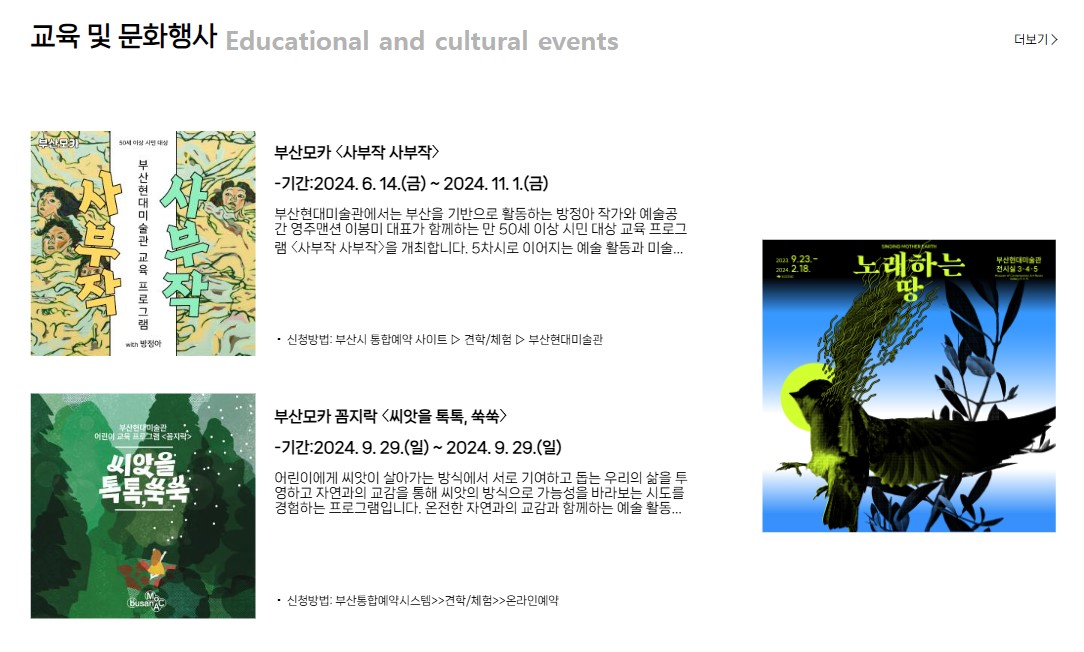 교육 및 문화행사 Educational and cultural events
더보기 >
부산모카
50세 이상 시민 대상
사부작
부산현대미술관 교육 프로그램
사부작
with 방정아
부산모카 <사부작 사부작>
-기간:2024. 6. 14.(금) ~ 2024. 11. 1.(금)
부산현대미술관에서는 부산을 기반으로 활동하는 방정아 작가와 예술공
간 영주맨션 이봉미 대표가 함께하는 만 50세 이상 시민 대상 교육 프로그
램 <사부작 사부작>을 개최합니다. 5차시로 이어지는 예술 활동과 미술...
• 신청방법: 부산시 통합예약 사이트 ▷ 견학/체험 ▷ 부산현대미술관
부산현대미술관
어린이 교육 프로그램 <꼼지락>
씨앗을
톡톡,쑥쑥
MoCA
Busan
부산모카 꼼지락 <씨앗을 톡톡, 쑥쑥>
-기간:2024. 9. 29.(일) ~ 2024. 9. 29.(일)
어린이에게 씨앗이 살아가는 방식에서 서로 기여하고 돕는 우리의 삶을 투
영하고 자연과의 교감을 통해 씨앗의 방식으로 가능성을 바라보는 시도를
경험하는 프로그램입니다. 온전한 자연과의 교감과 함께하는 예술 활동...
• 신청방법: 부산통합예약시스템>>견학/체험>>온라인예약
SINGING MOTHER EARTH
2023 9.23.–
2024 2.18.
노래하는
땅
부산현대미술관
전시실 3·4·5